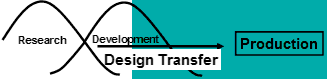 Research
Development
Design Transfer
Production